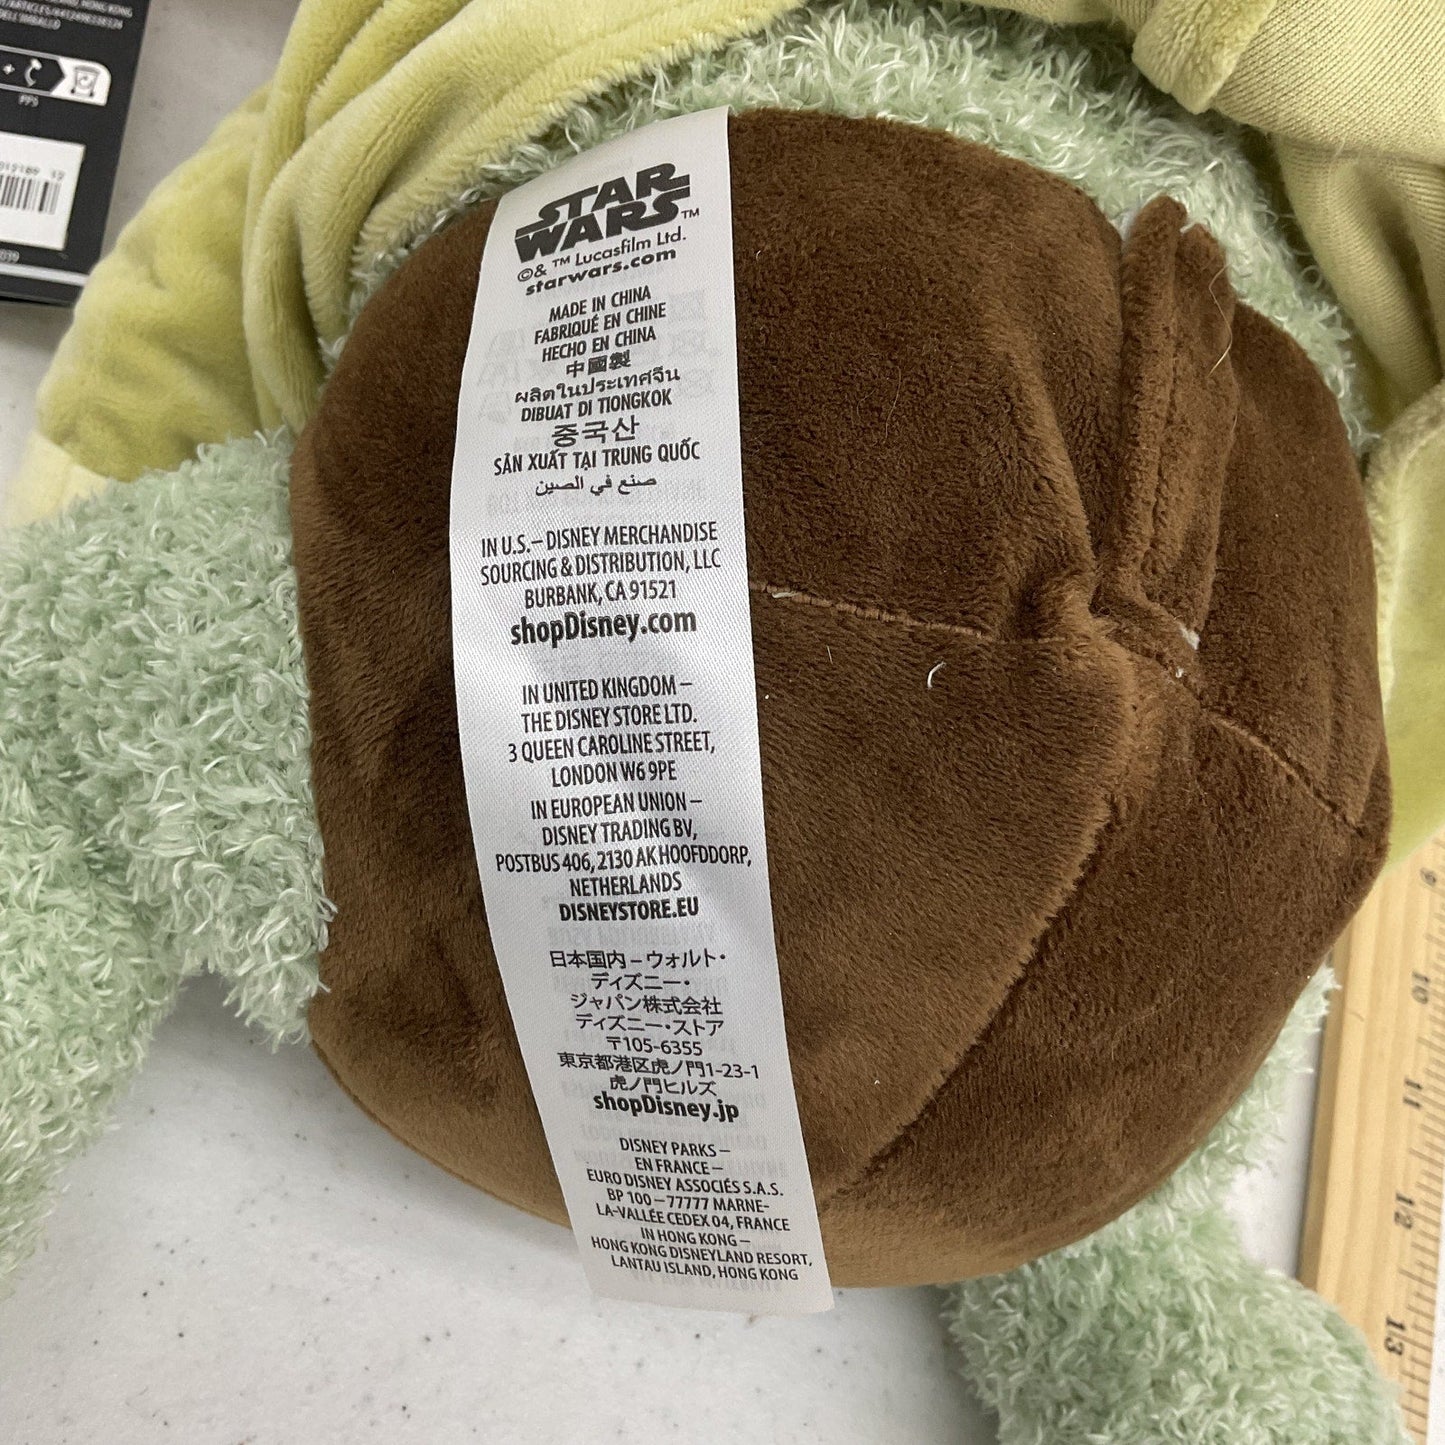 DELL'IMBALLO
PP5
STAR
WARS™
©& ™ Lucasfilm Ltd.
starwars.com
MADE IN CHINA
FABRIQUÉ EN CHINE
HECHO EN CHINA
中國製
ผลิตในประเทศจีน
DIBUAT DI TIONGKOK
중국산
SẢN XUẤT TẠI TRUNG QUỐC
صنع في الصين
IN U.S.– DISNEY MERCHANDISE
SOURCING & DISTRIBUTION, LLC
BURBANK, CA 91521
shopDisney.com
IN UNITED KINGDOM –
THE DISNEY STORE LTD.
3 QUEEN CAROLINE STREET,
LONDON W6 9PE
IN EUROPEAN UNION –
DISNEY TRADING BV,
POSTBUS 406, 2130 AK HOOFDDORP,
NETHERLANDS
DISNEYSTORE.EU
日本国内 – ウォルト・
ディズニー・
ジャパン株式会社
ディズニー・ストア
〒105-6355
東京都港区虎ノ門1-23-1
虎ノ門ヒルズ
shopDisney.jp
DISNEY PARKS –
EN FRANCE –
EURO DISNEY ASSOCIÉS S.A.S.
BP 100 – 77777 MARNE-
LA-VALLÉE CEDEX 04, FRANCE
IN HONG KONG –
HONG KONG DISNEYLAND RESORT,
LANTAU ISLAND, HONG KONG
9
10
11
12
13